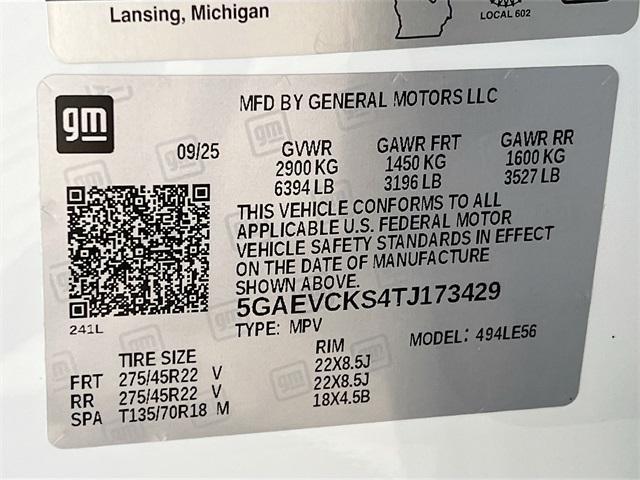 Lansing, Michigan
LOCAL 602
gm
MFD BY GENERAL MOTORS LLC
09/25 GVWR GAWR FRT GAWR RR
2900 KG 1450 KG 1600 KG
6394 LB 3196 LB 3527 LB
THIS VEHICLE CONFORMS TO ALL
APPLICABLE U.S. FEDERAL MOTOR
VEHICLE SAFETY STANDARDS IN EFFECT
ON THE DATE OF MANUFACTURE
SHOWN ABOVE.
5GAEVCKS4TJ173429
241L
TYPE: MPV MODEL: 494LE56
TIRE SIZE RIM
FRT 275/45R22 V 22X8.5J
RR 275/45R22 V 22X8.5J
SPA T135/70R18 M 18X4.5B